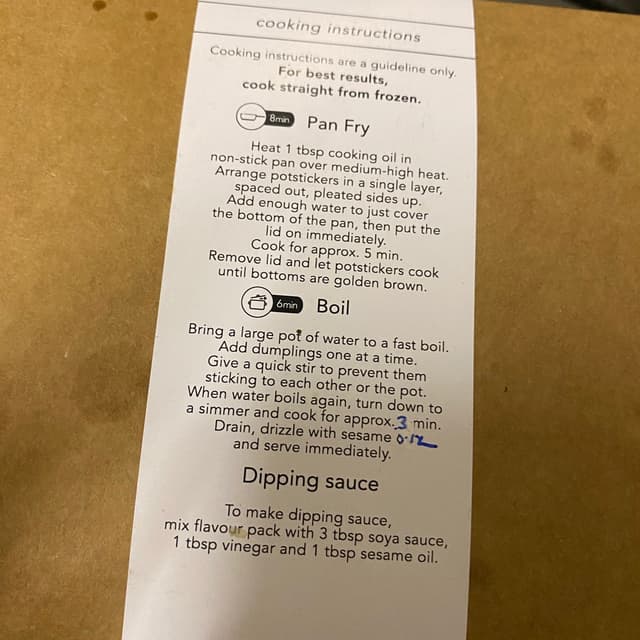 cooking instructions
Cooking instructions are a guideline only.
For best results,
cook straight from frozen.
8min Pan Fry
Heat 1 tbsp cooking oil in
non-stick pan over medium-high heat.
Arrange potstickers in a single layer,
spaced out, pleated sides up.
Add enough water to just cover
the bottom of the pan, then put the
lid on immediately.
Cook for approx. 5 min.
Remove lid and let potstickers cook
until bottoms are golden brown.
6min Boil
Bring a large pot of water to a fast boil.
Add dumplings one at a time.
Give a quick stir to prevent them
sticking to each other or the pot.
When water boils again, turn down to
a simmer and cook for approx. 3 min.
Drain, drizzle with sesame
and serve immediately.
Dipping sauce
To make dipping sauce,
mix flavour pack with 3 tbsp soya sauce,
1 tbsp vinegar and 1 tbsp sesame oil.